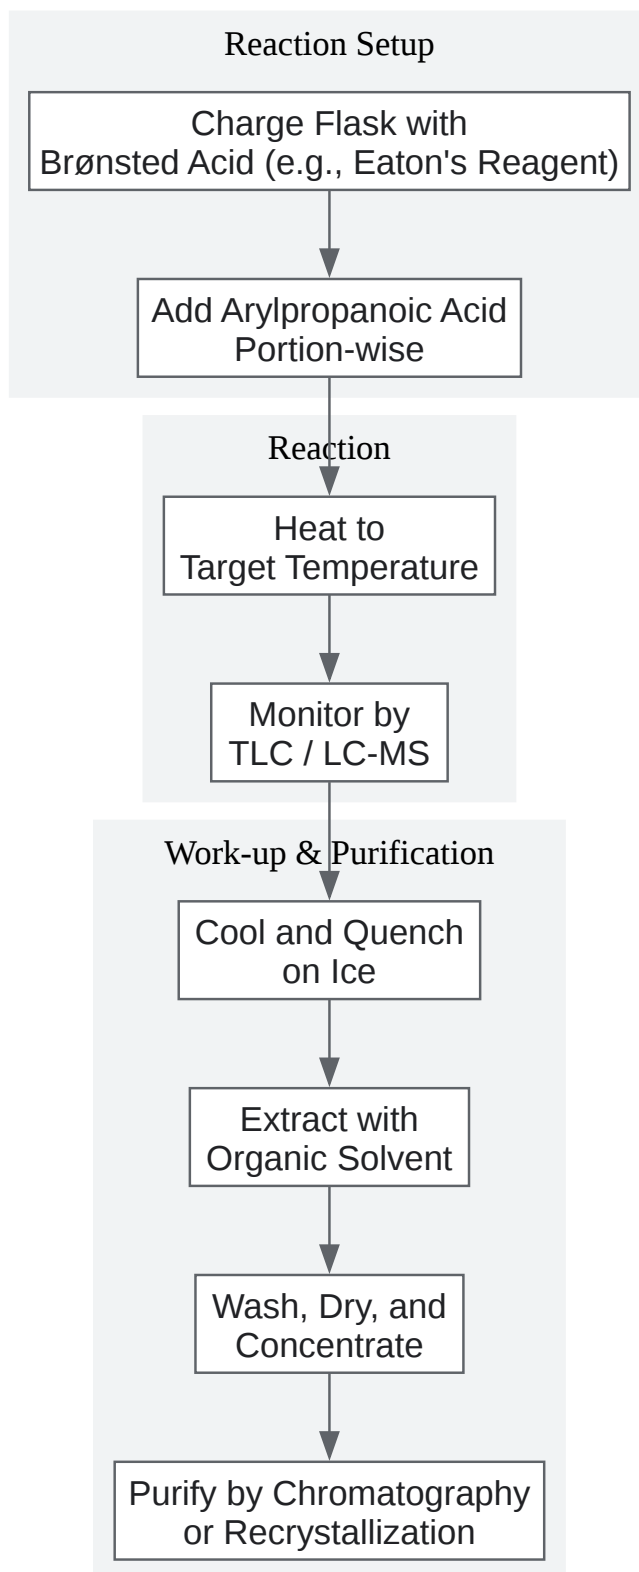 Reaction Setup
Charge Flask with
Brønsted Acid (e.g., Eaton's Reagent)
Add Arylpropanoic Acid
Portion-wise
Reaction
Heat to
Target Temperature
Monitor by
TLC / LC-MS
Work-up & Purification
Cool and Quench
on Ice
Extract with
Organic Solvent
Wash, Dry, and
Concentrate
Purify by Chromatography
or Recrystallization